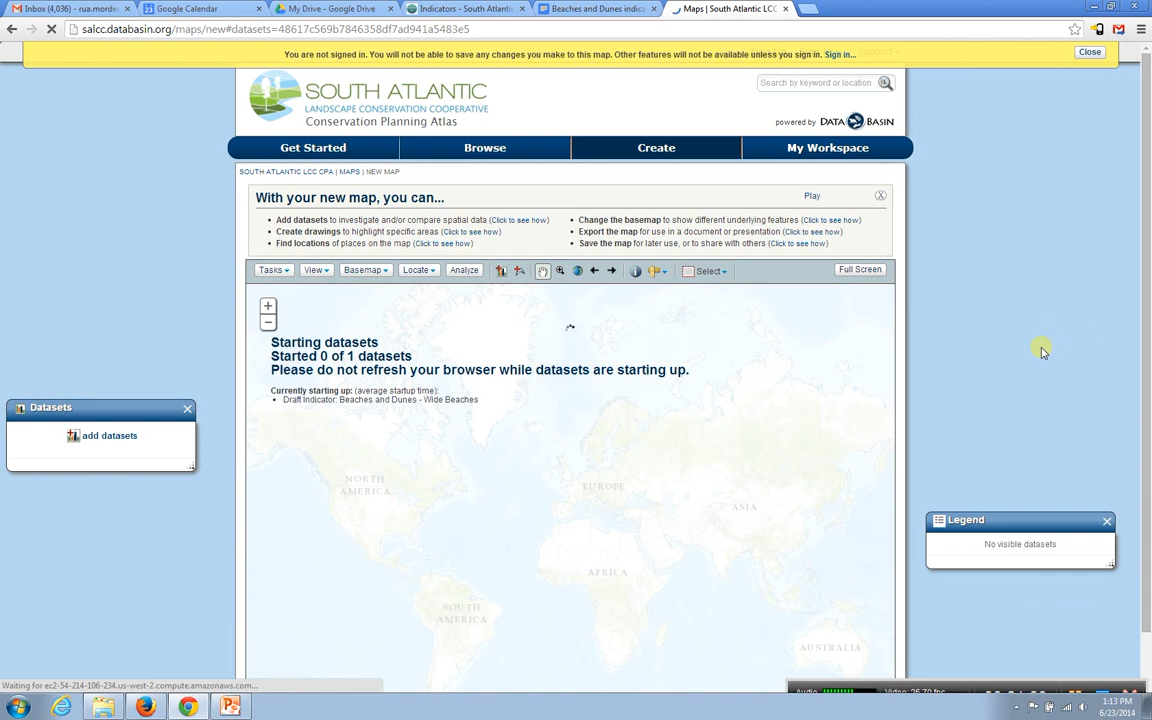 Inbox (4,036) - rua.morde
Google Calendar
My Drive - Google Drive
Indicators - South Atlantic
Beaches and Dunes indica
Maps | South Atlantic LCC
salcc.databasin.org/maps/new#datasets=48617c569b7846358df7ad941a5483e5
You are not signed in. You will not be able to save any changes you make to this map. Other features will not be available unless you sign in. Sign in...
Close
SOUTH ATLANTIC
LANDSCAPE CONSERVATION COOPERATIVE
Conservation Planning Atlas
Search by keyword or location
powered by DATA BASIN
Get Started
Browse
Create
My Workspace
SOUTH ATLANTIC LCC CPA | MAPS | NEW MAP
With your new map, you can...
Play
X
Add datasets to investigate and/or compare spatial data (Click to see how)
Create drawings to highlight specific areas (Click to see how)
Find locations of places on the map (Click to see how)
Change the basemap to show different underlying features (Click to see how)
Export the map for use in a document or presentation (Click to see how)
Save the map for later use, or to share with others (Click to see how)
Tasks
View
Basemap
Locate
Analyze
Select
Full Screen
+
−
Starting datasets
Started 0 of 1 datasets
Please do not refresh your browser while datasets are starting up.
Currently starting up: (average startup time):
Draft Indicator: Beaches and Dunes - Wide Beaches
Datasets
add datasets
NORTH
AMERICA
EUROPE
ASIA
AFRICA
SOUTH
AMERICA
AUSTRALIA
Legend
No visible datasets
Waiting for ec2-54-214-106-234.us-west-2.compute.amazonaws.com...
1:13 PM
6/23/2014